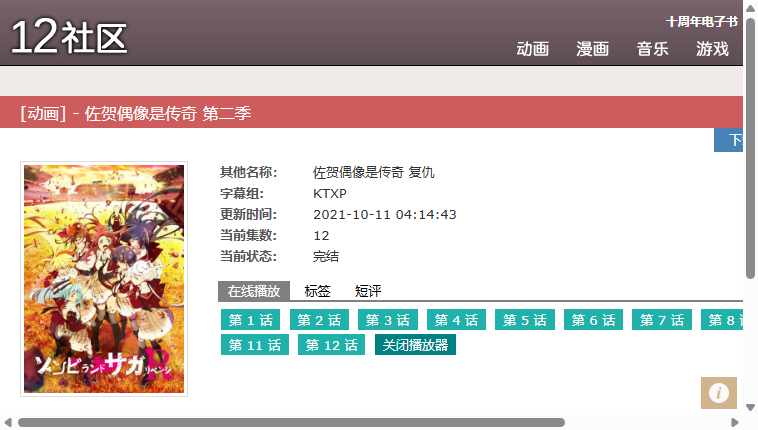 12社区
十周年电子书
动画 漫画 音乐 游戏
[动画] - 佐贺偶像是传奇 第二季
其他名称: 佐贺偶像是传奇 复仇
字幕组: KTXP
更新时间: 2021-10-11 04:14:43
当前集数: 12
当前状态: 完结
在线播放 标签 短评
第 1 话 第 2 话 第 3 话 第 4 话 第 5 话 第 6 话 第 7 话 第 8
第 11 话 第 12 话 关闭播放器
ゾンビランドサガ リベンジ